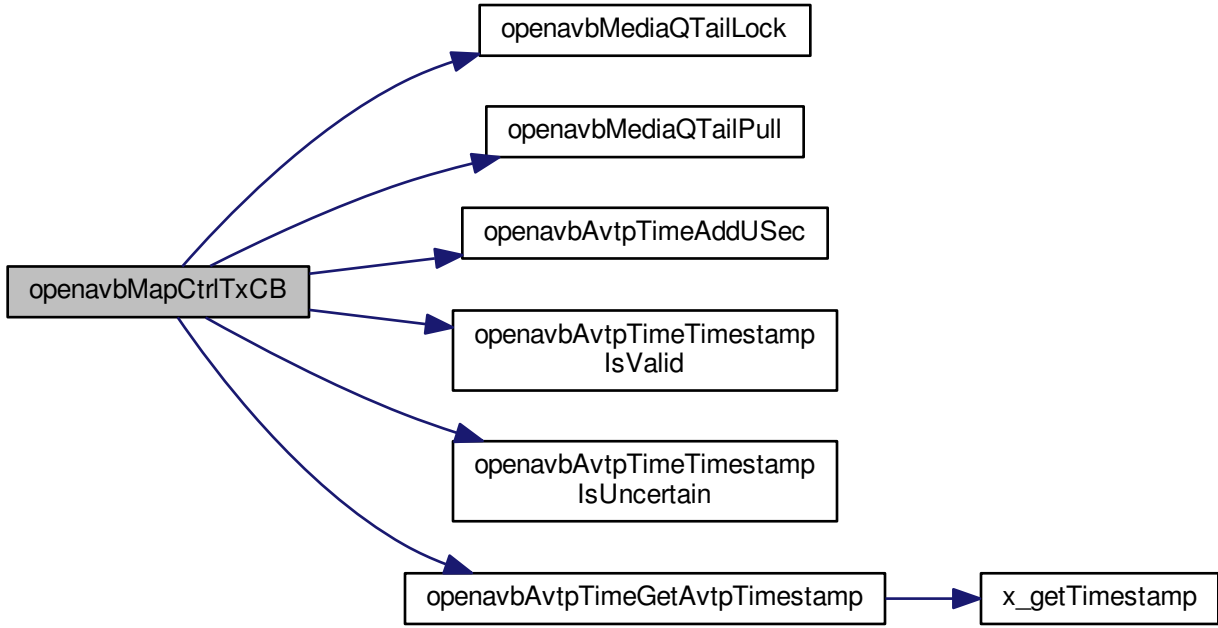 openavbMediaQTailLock
openavbMediaQTailPull
openavbAvtpTimeAddUSec
openavbMapCtrlTxCB
openavbAvtpTimeTimestamp
IsValid
openavbAvtpTimeTimestamp
IsUncertain
openavbAvtpTimeGetAvtpTimestamp
x_getTimestamp